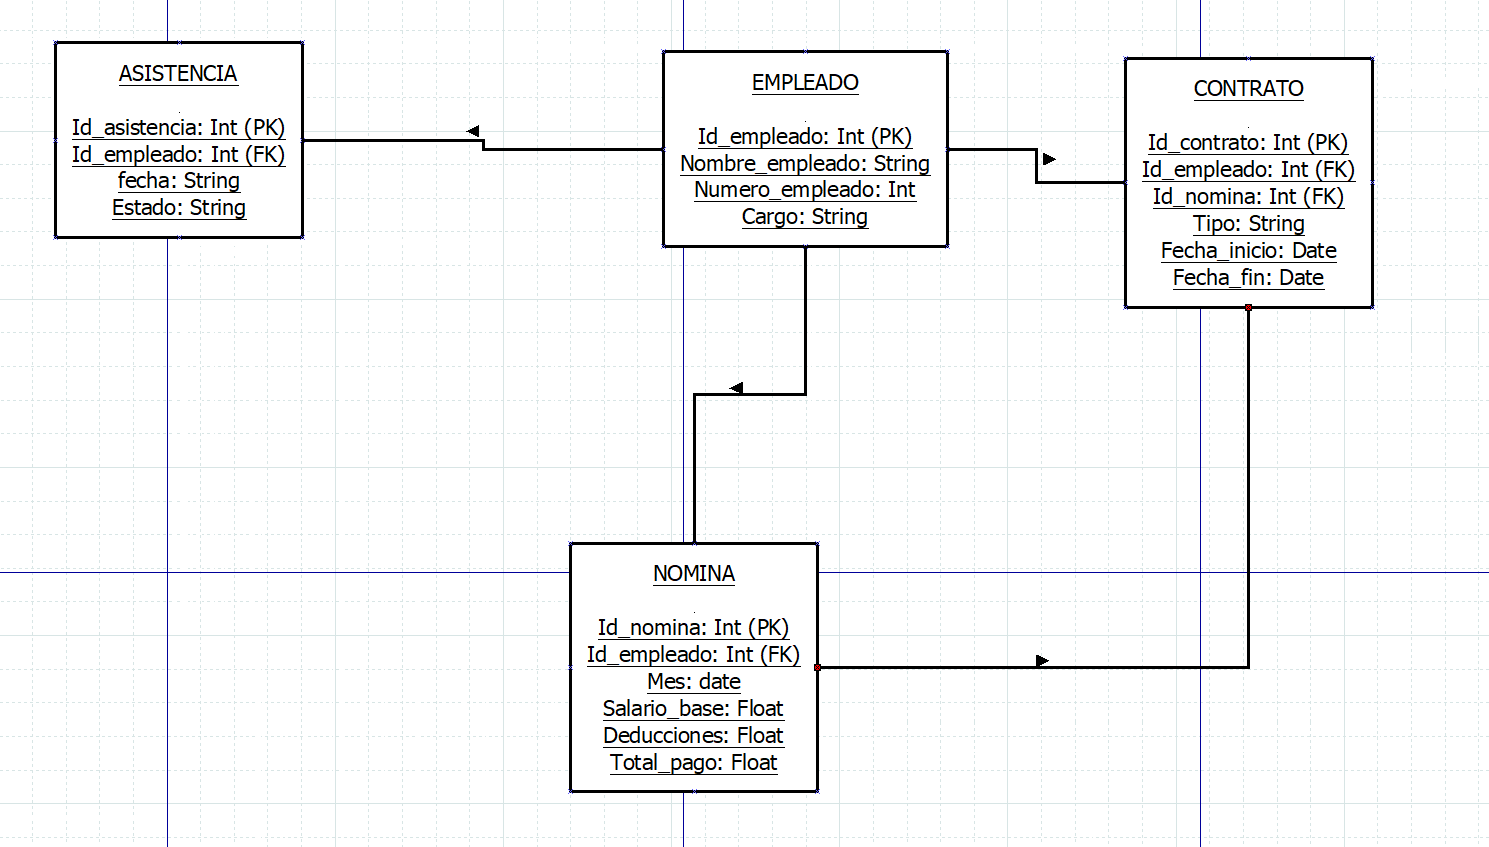 ASISTENCIA
Id_asistencia: Int (PK)
Id_empleado: Int (FK)
fecha: String
Estado: String
EMPLEADO
Id_empleado: Int (PK)
Nombre_empleado: String
Numero_empleado: Int
Cargo: String
CONTRATO
Id_contrato: Int (PK)
Id_empleado: Int (FK)
Id_nomina: Int (FK)
Tipo: String
Fecha_inicio: Date
Fecha_fin: Date
NOMINA
Id_nomina: Int (PK)
Id_empleado: Int (FK)
Mes: date
Salario_base: Float
Deducciones: Float
Total_pago: Float